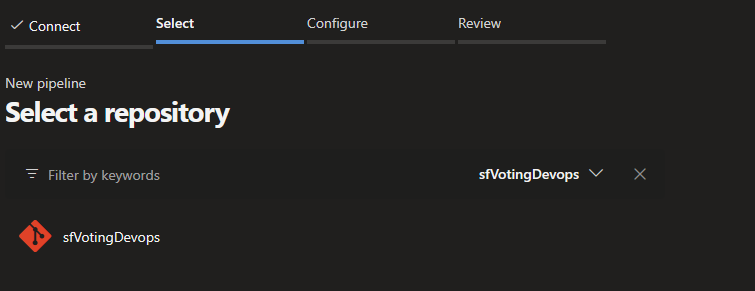 Connect Select Configure Review
New pipeline
Select a repository
Filter by keywords sfVotingDevops
sfVotingDevops